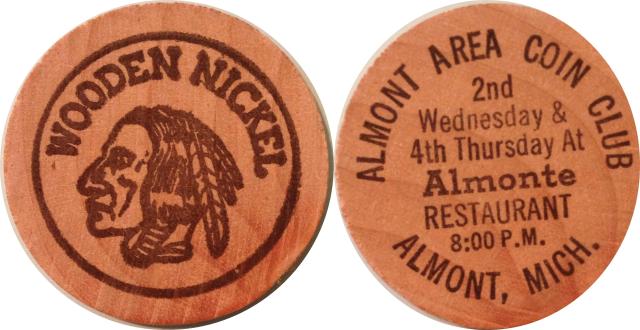 WOODEN NICKEL
ALMONT AREA COIN CLUB
2nd
Wednesday &
4th Thursday At
Almonte
RESTAURANT
8:00 P.M.
ALMONT, MICH.